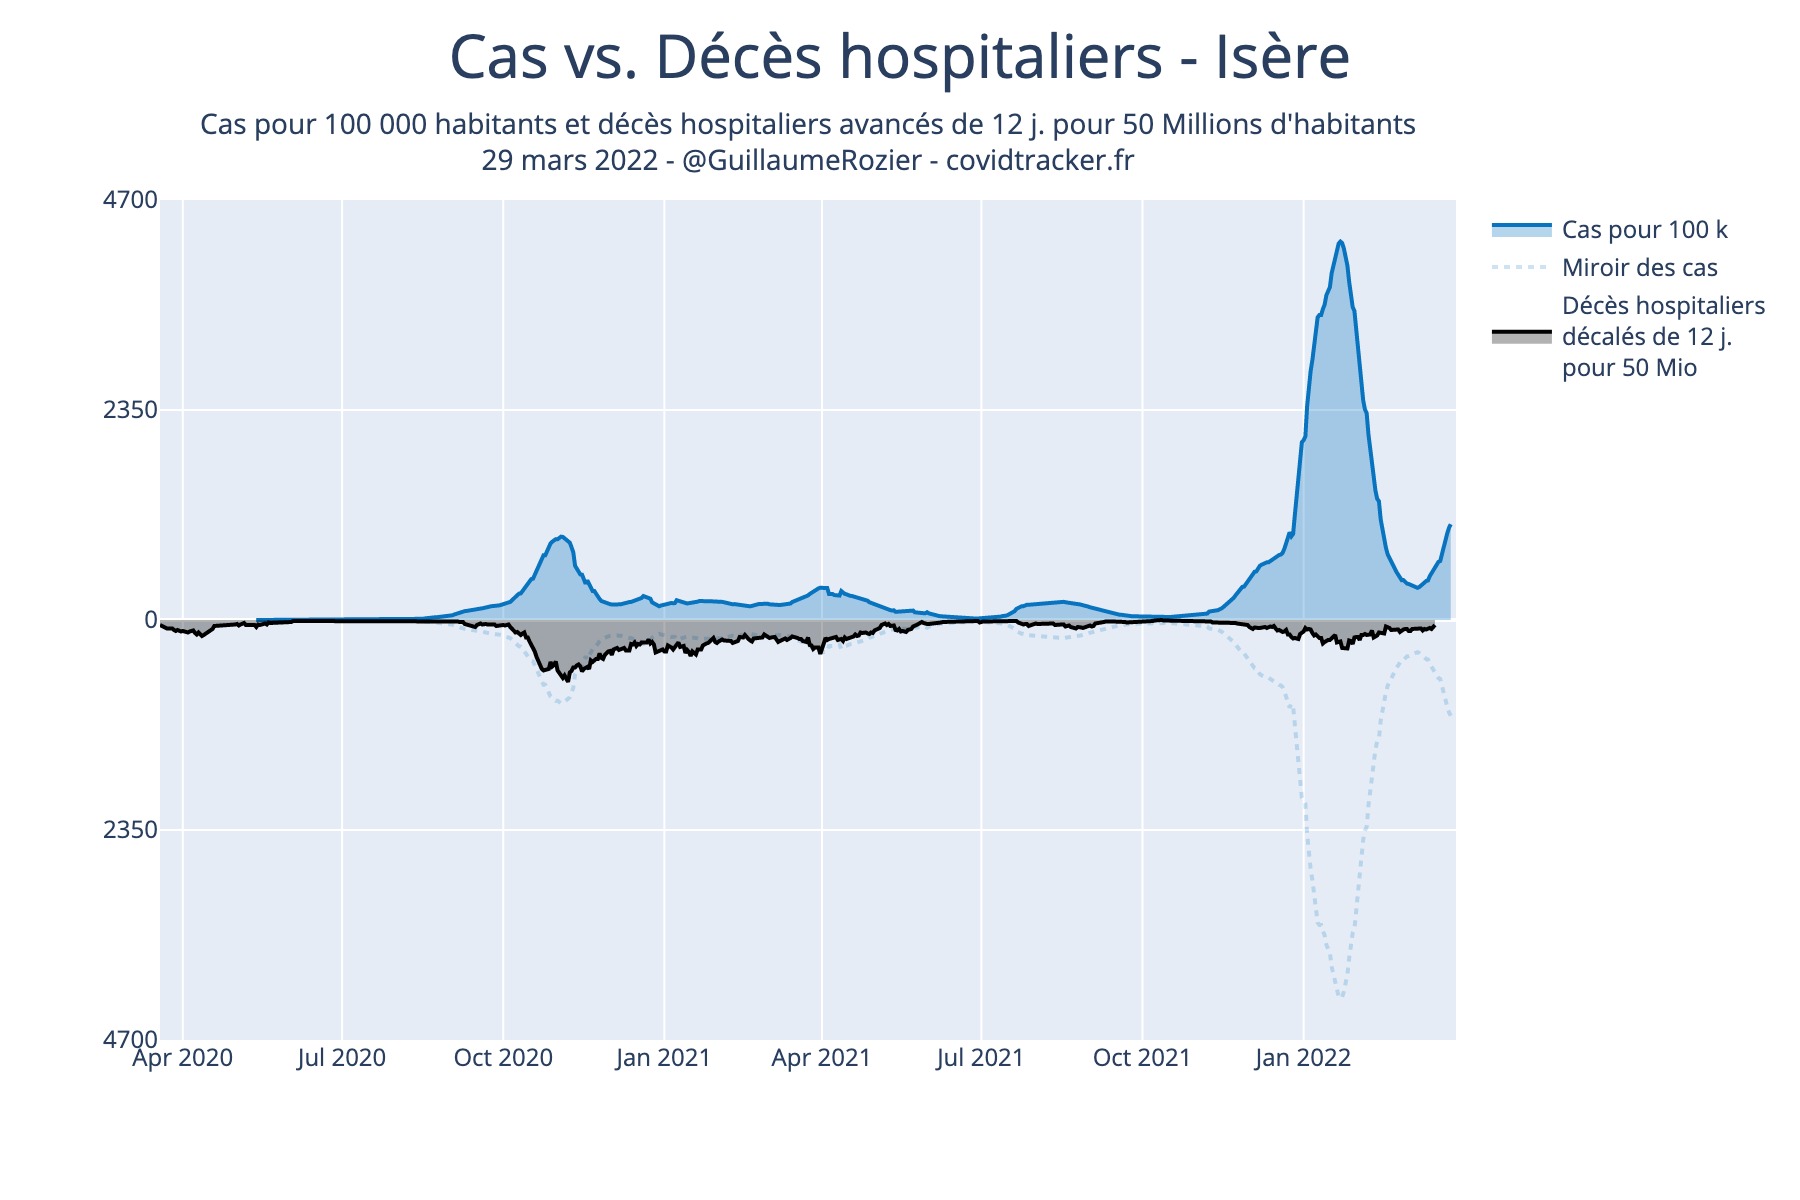 Cas vs. Décès hospitaliers - Isère
Cas pour 100 000 habitants et décès hospitaliers avancés de 12 j. pour 50 Millions d'habitants
29 mars 2022 - @GuillaumeRozier - covidtracker.fr
4700
2350
0
2350
4700
Apr 2020
Jul 2020
Oct 2020
Jan 2021
Apr 2021
Jul 2021
Oct 2021
Jan 2022
Cas pour 100 k
Miroir des cas
Décès hospitaliers
décalés de 12 j.
pour 50 Mio